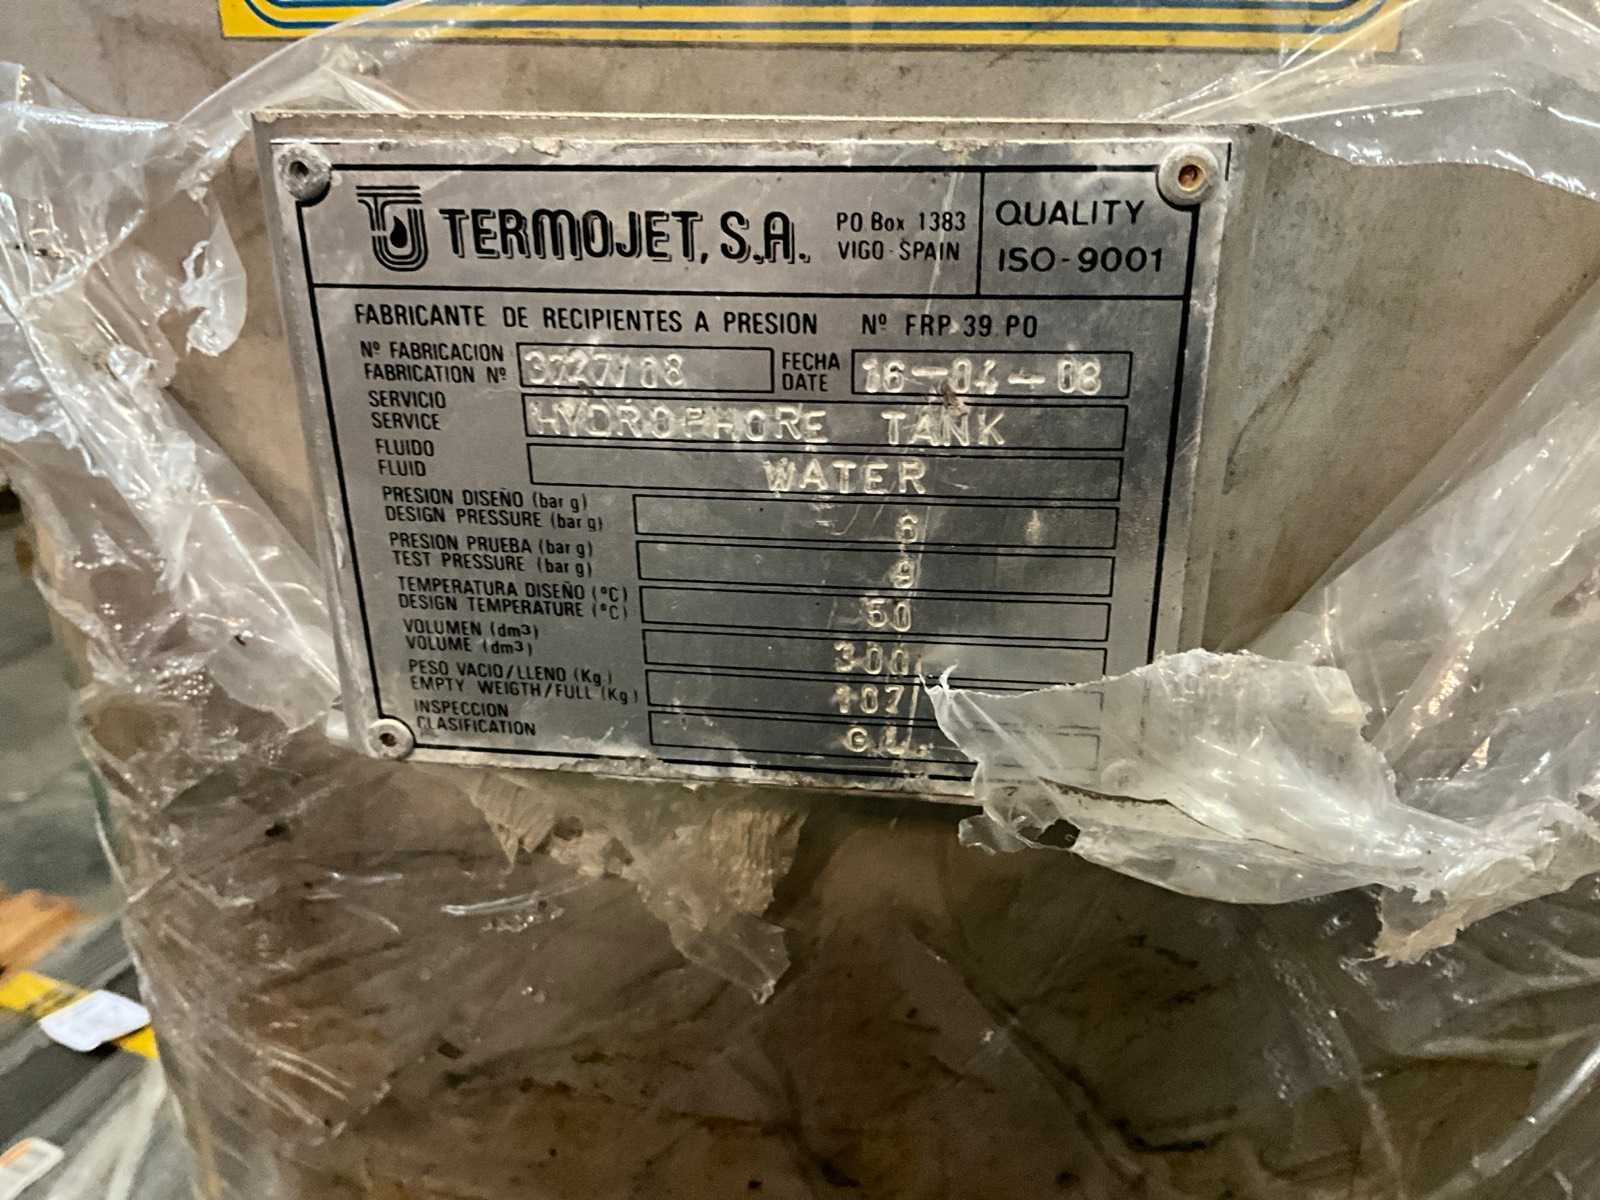 TERMOJET, S.A.
PO Box 1383
VIGO - SPAIN
QUALITY
ISO-9001
FABRICANTE DE RECIPIENTES A PRESION Nº FRP 39 PO
Nº FABRICACION
FABRICATION Nº
3727/08
FECHA
DATE
16-04-08
SERVICIO
SERVICE
HYDROPHORE TANK
FLUIDO
FLUID
WATER
PRESION DISEÑO (bar g)
DESIGN PRESSURE (bar g)
6
PRESION PRUEBA (bar g)
TEST PRESSURE (bar g)
9
TEMPERATURA DISEÑO (ºC)
DESIGN TEMPERATURE (ºC)
50
VOLUMEN (dm3)
VOLUME (dm3)
300
PESO VACIO/LLENO (Kg.)
EMPTY WEIGTH/FULL (Kg)
107/
INSPECCION
CLASIFICATION
G.L.